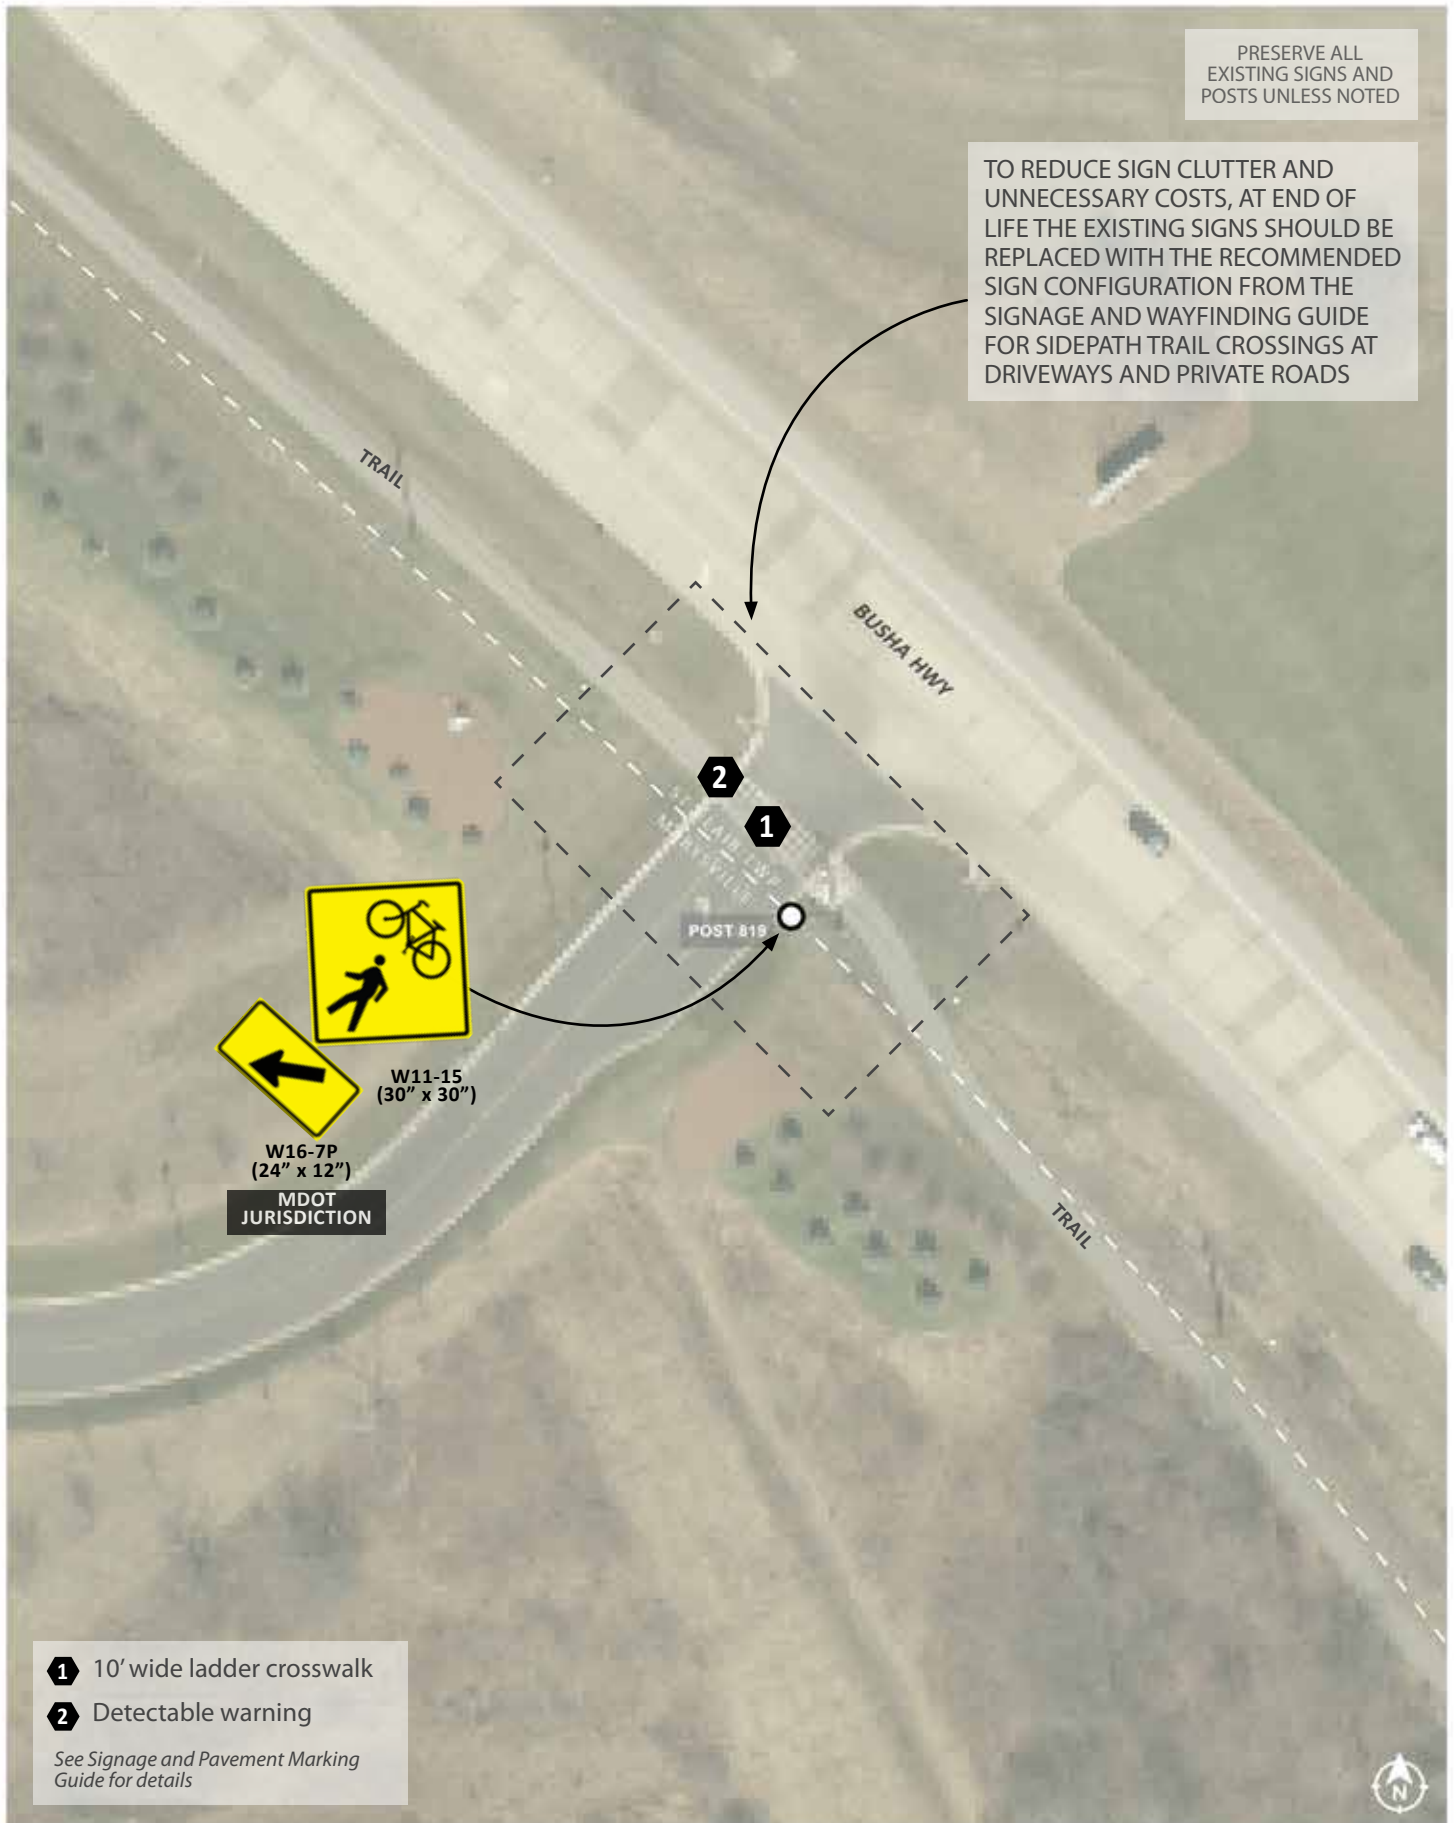 PRESERVE ALL
EXISTING SIGNS AND
POSTS UNLESS NOTED
TO REDUCE SIGN CLUTTER AND
UNNECESSARY COSTS, AT END OF
LIFE THE EXISTING SIGNS SHOULD BE
REPLACED WITH THE RECOMMENDED
SIGN CONFIGURATION FROM THE
SIGNAGE AND WAYFINDING GUIDE
FOR SIDEPATH TRAIL CROSSINGS AT
DRIVEWAYS AND PRIVATE ROADS
TRAIL
BUSHA HWY
2
1
POST 819
W11-15
(30” x 30”)
W16-7P
(24” x 12”)
MDOT
JURISDICTION
TRAIL
1 10’ wide ladder crosswalk
2 Detectable warning
See Signage and Pavement Marking
Guide for details
N